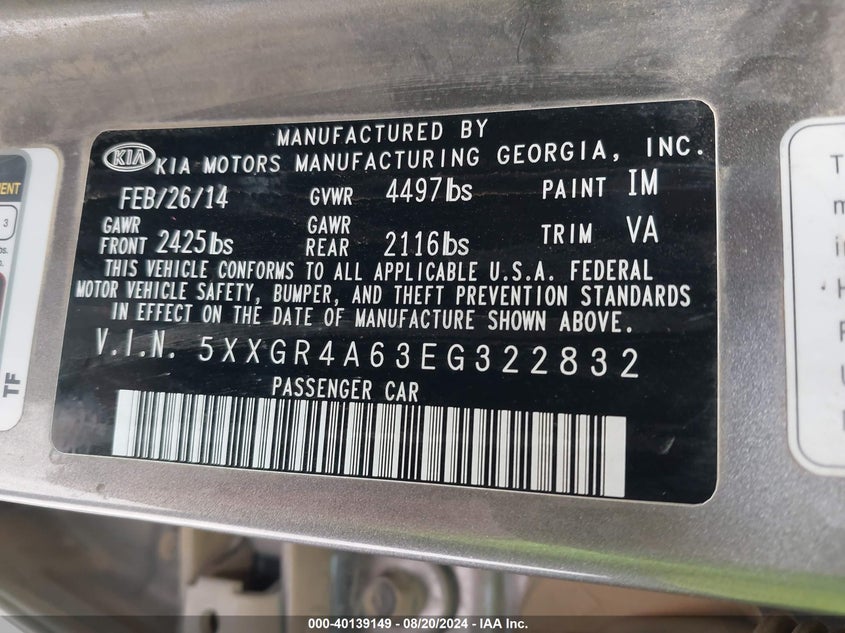 MANUFACTURED BY
KIA KIA MOTORS MANUFACTURING GEORGIA, INC.
FEB/26/14 GVWR 4497lbs PAINT IM
GAWR FRONT 2425lbs GAWR REAR 2116lbs TRIM VA
THIS VEHICLE CONFORMS TO ALL APPLICABLE U.S.A. FEDERAL
MOTOR VEHICLE SAFETY, BUMPER, AND THEFT PREVENTION STANDARDS
IN EFFECT ON THE DATE OF MANUFACTURE SHOWN ABOVE.
V.I.N. 5XXGR4A63EG322832
PASSENGER CAR
TF
3
000-40139149 - 08/20/2024 - IAA Inc.